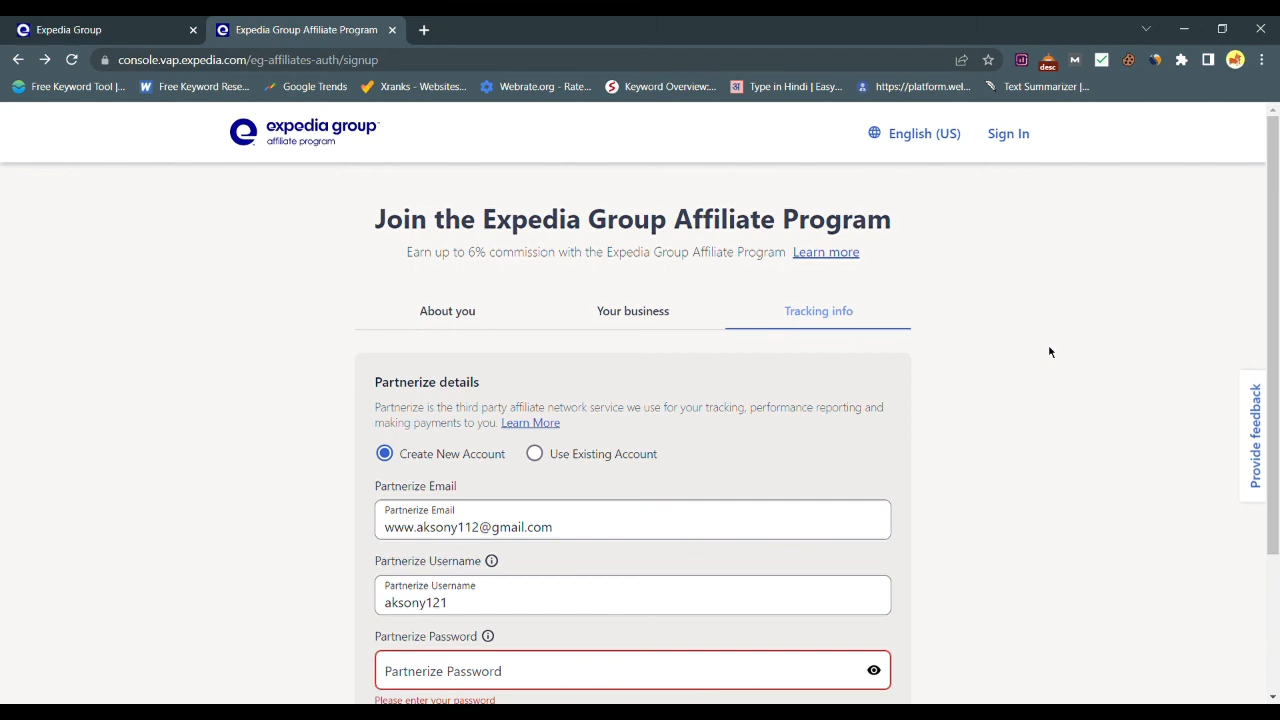 Expedia Group
Expedia Group Affiliate Program
console.vap.expedia.com/eg-affiliates-auth/signup
desc
Free Keyword Tool |...
Free Keyword Rese...
Google Trends
Xranks - Websites...
Webrate.org - Rate...
Keyword Overview:...
Type in Hindi | Easy...
https://platform.wel...
Text Summarizer |...
expedia group
affiliate program
English (US)
Sign In
Join the Expedia Group Affiliate Program
Earn up to 6% commission with the Expedia Group Affiliate Program Learn more
About you
Your business
Tracking info
Partnerize details
Partnerize is the third party affiliate network service we use for your tracking, performance reporting and
making payments to you. Learn More
Create New Account
Use Existing Account
Partnerize Email
Partnerize Email
www.aksony112@gmail.com
Partnerize Username
Partnerize Username
aksony121
Partnerize Password
Partnerize Password
Please enter your password
Provide feedback